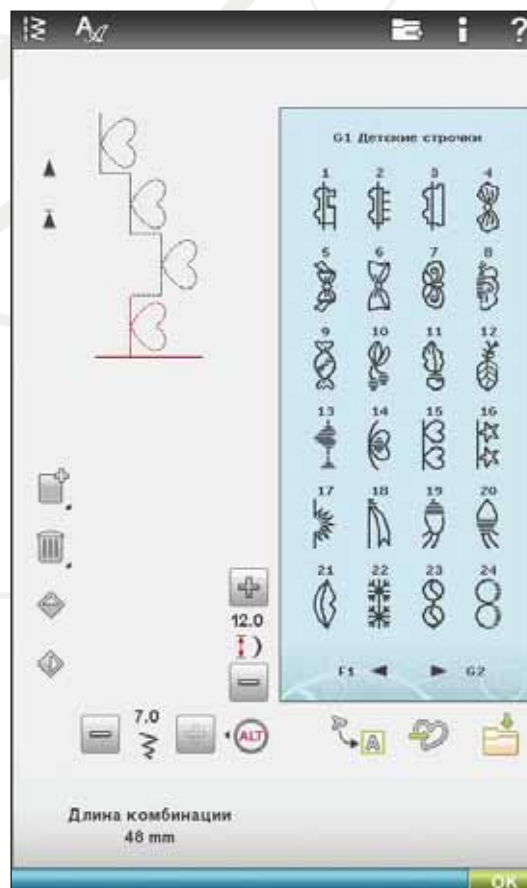 A
?
G1 Детские строчки
1 2 3 4
5 6 7 8
9 10 11 12
13 14 15 16
17 18 19 20
21 22 23 24
F1 G2
12.0
7.0
ALT
A
Длина комбинации
48 mm
OK